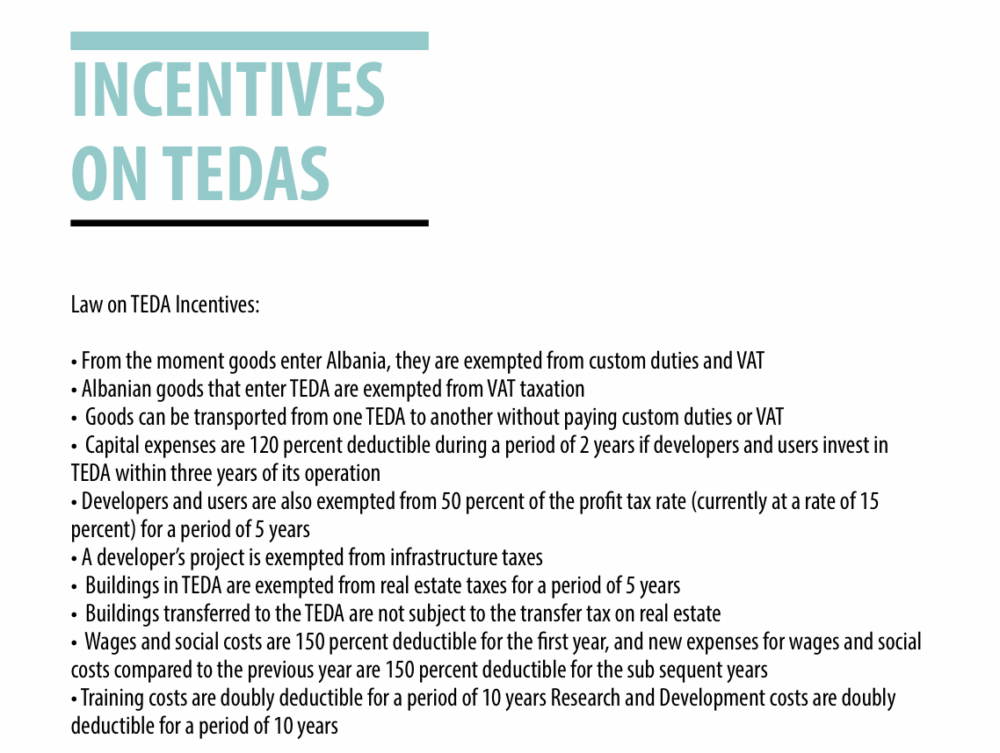 INCENTIVES
ON TEDAS
Law on TEDA Incentives:
• From the moment goods enter Albania, they are exempted from custom duties and VAT
• Albanian goods that enter TEDA are exempted from VAT taxation
• Goods can be transported from one TEDA to another without paying custom duties or VAT
• Capital expenses are 120 percent deductible during a period of 2 years if developers and users invest in
TEDA within three years of its operation
• Developers and users are also exempted from 50 percent of the profit tax rate (currently at a rate of 15
percent) for a period of 5 years
• A developer’s project is exempted from infrastructure taxes
• Buildings in TEDA are exempted from real estate taxes for a period of 5 years
• Buildings transferred to the TEDA are not subject to the transfer tax on real estate
• Wages and social costs are 150 percent deductible for the first year, and new expenses for wages and social
costs compared to the previous year are 150 percent deductible for the sub sequent years
• Training costs are doubly deductible for a period of 10 years Research and Development costs are doubly
deductible for a period of 10 years